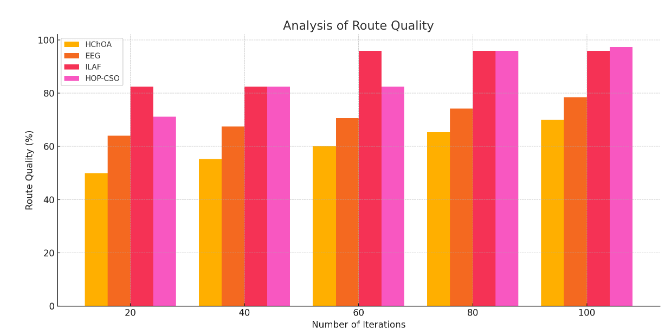 Analysis of Route Quality
100
80
60
40
20
0
Route Quality (%)
HChOA
EEG
ILAF
HOP-CSO
20 40 60 80 100
Number of Iterations